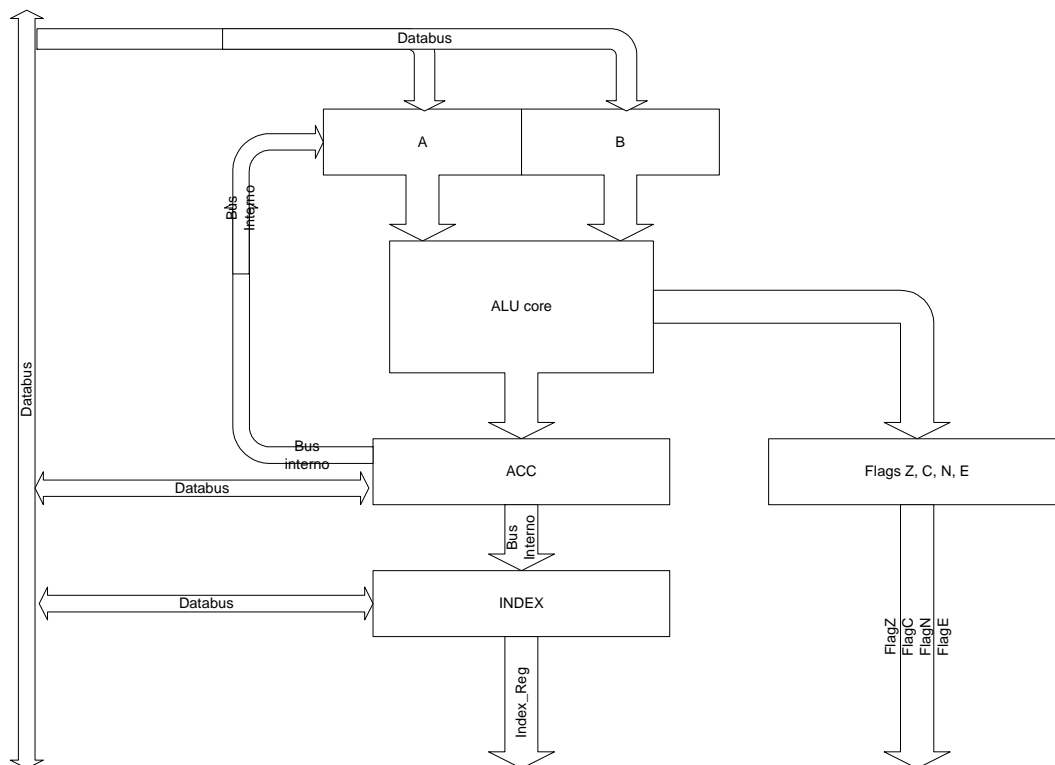 Databus
A
B
Bus
Interno
ALU core
Databus
Bus
interno
ACC
Flags Z, C, N, E
Databus
Bus
Interno
Databus
INDEX
FlagZ
FlagC
FlagN
FlagE
Index_Reg